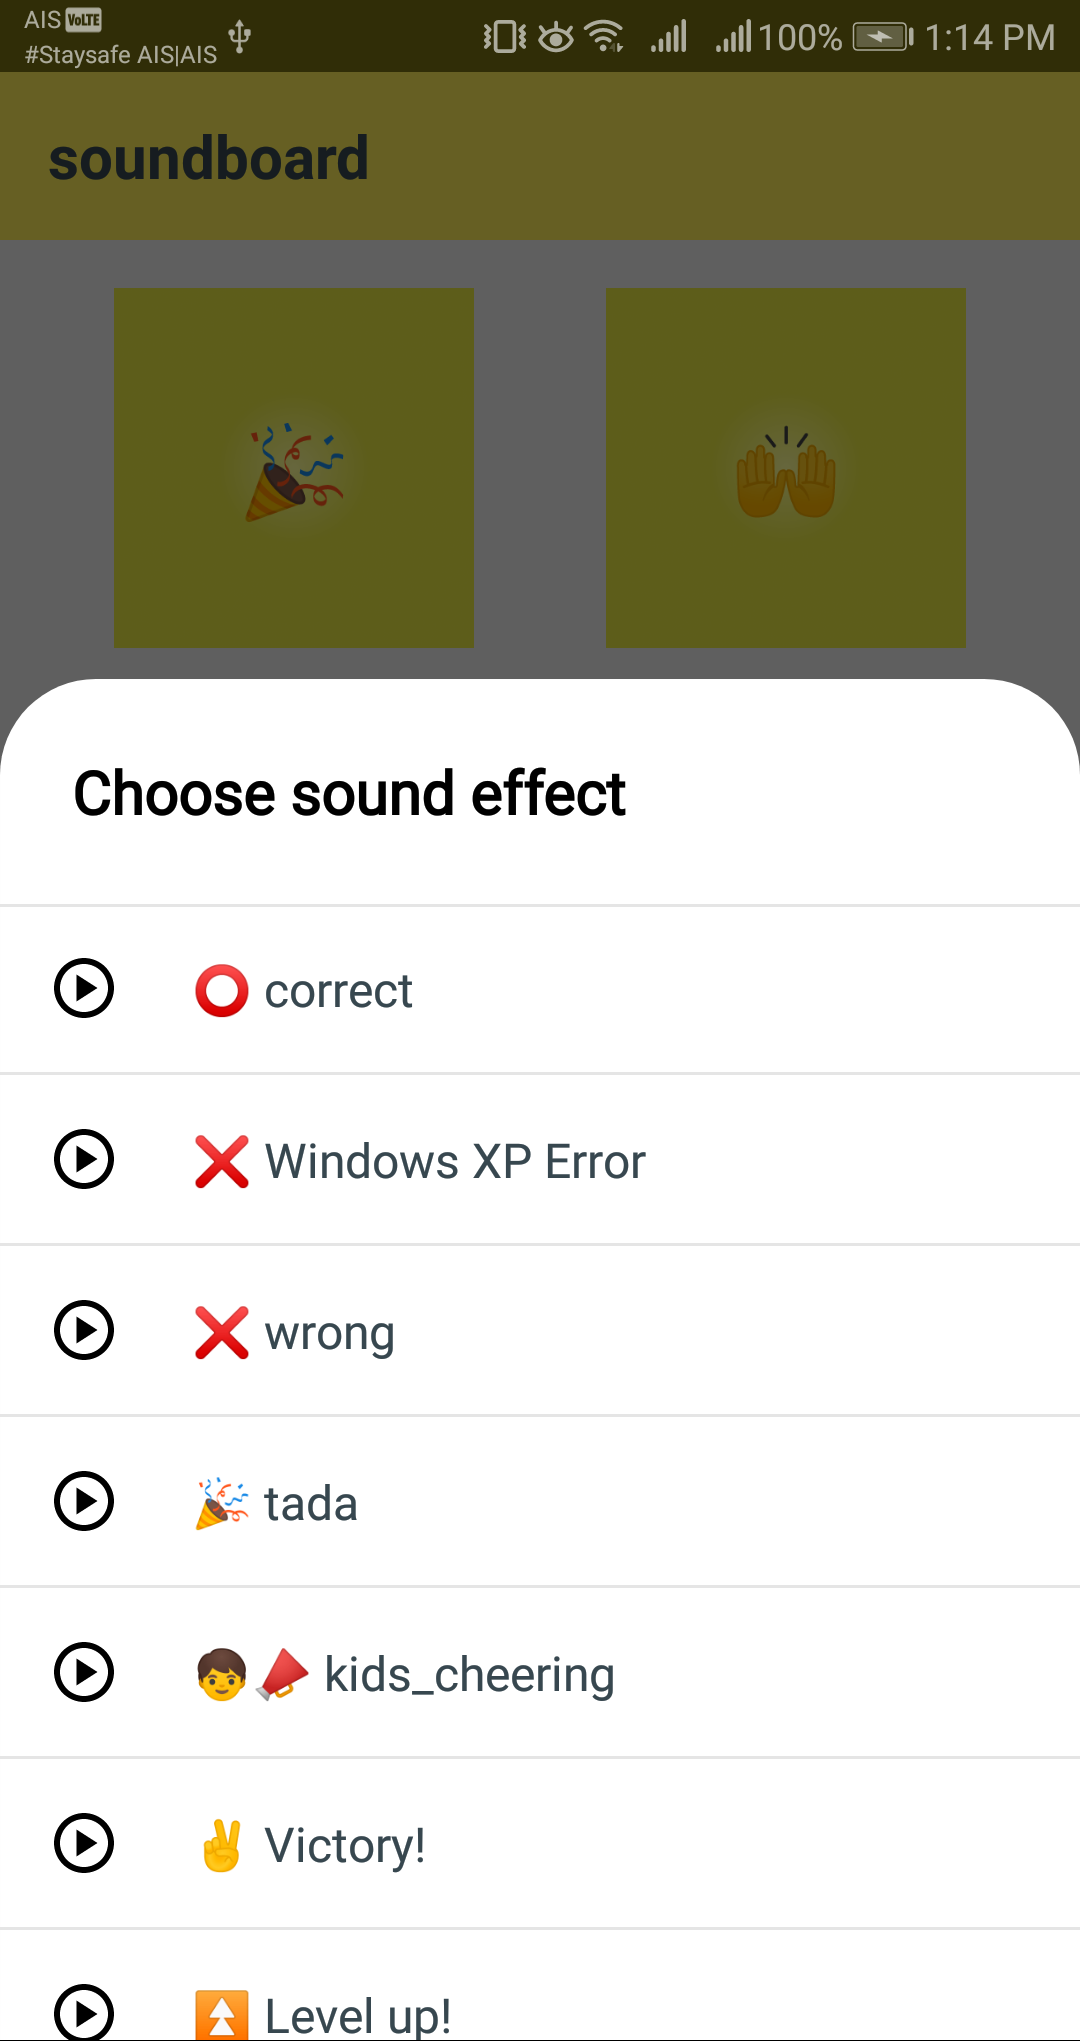 AIS VoLTE
#Staysafe AIS|AIS
100% 1:14 PM
soundboard
Choose sound effect
⭕ correct
❌ Windows XP Error
❌ wrong
🎉 tada
👦📣 kids_cheering
✌ Victory!
⏫ Level up!